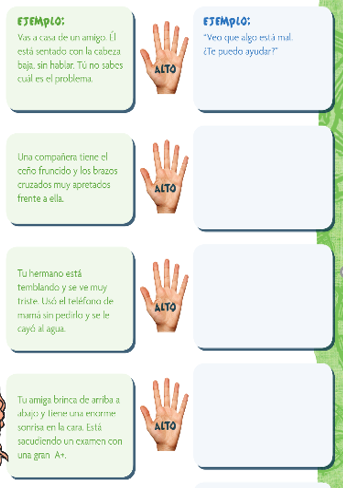 EJEMPLO:
Vas a casa de un amigo. Él
está sentado con la cabeza
baja, sin hablar. Tú no sabes
cuál es el problema.
ALTO
EJEMPLO:
"Veo que algo está mal.
¿Te puedo ayudar?"
Una compañera tiene el
ceño fruncido y los brazos
cruzados muy apretados
frente a ella.
ALTO
Tu hermano está
temblando y se ve muy
triste. Usó el teléfono de
mamá sin pedirlo y se le
cayó al agua.
ALTO
Tu amiga brinca de arriba a
abajo y tiene una enorme
sonrisa en la cara. Está
sacudiendo un examen con
una gran A+.
ALTO